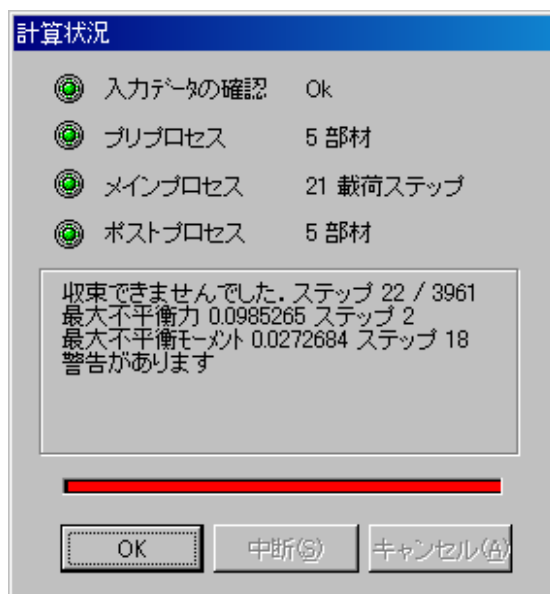 計算状況
入力ﾃﾞｰﾀの確認 Ok
プリプロセス 5 部材
メインプロセス 21 載荷ステップ
ポストプロセス 5 部材
収束できませんでした. ステップ 22 / 3961
最大不平衡力 0.0985265 ステップ 2
最大不平衡ﾓｰﾒﾝﾄ 0.0272684 ステップ 18
警告があります
OK 中断(S) キャンセル(A)